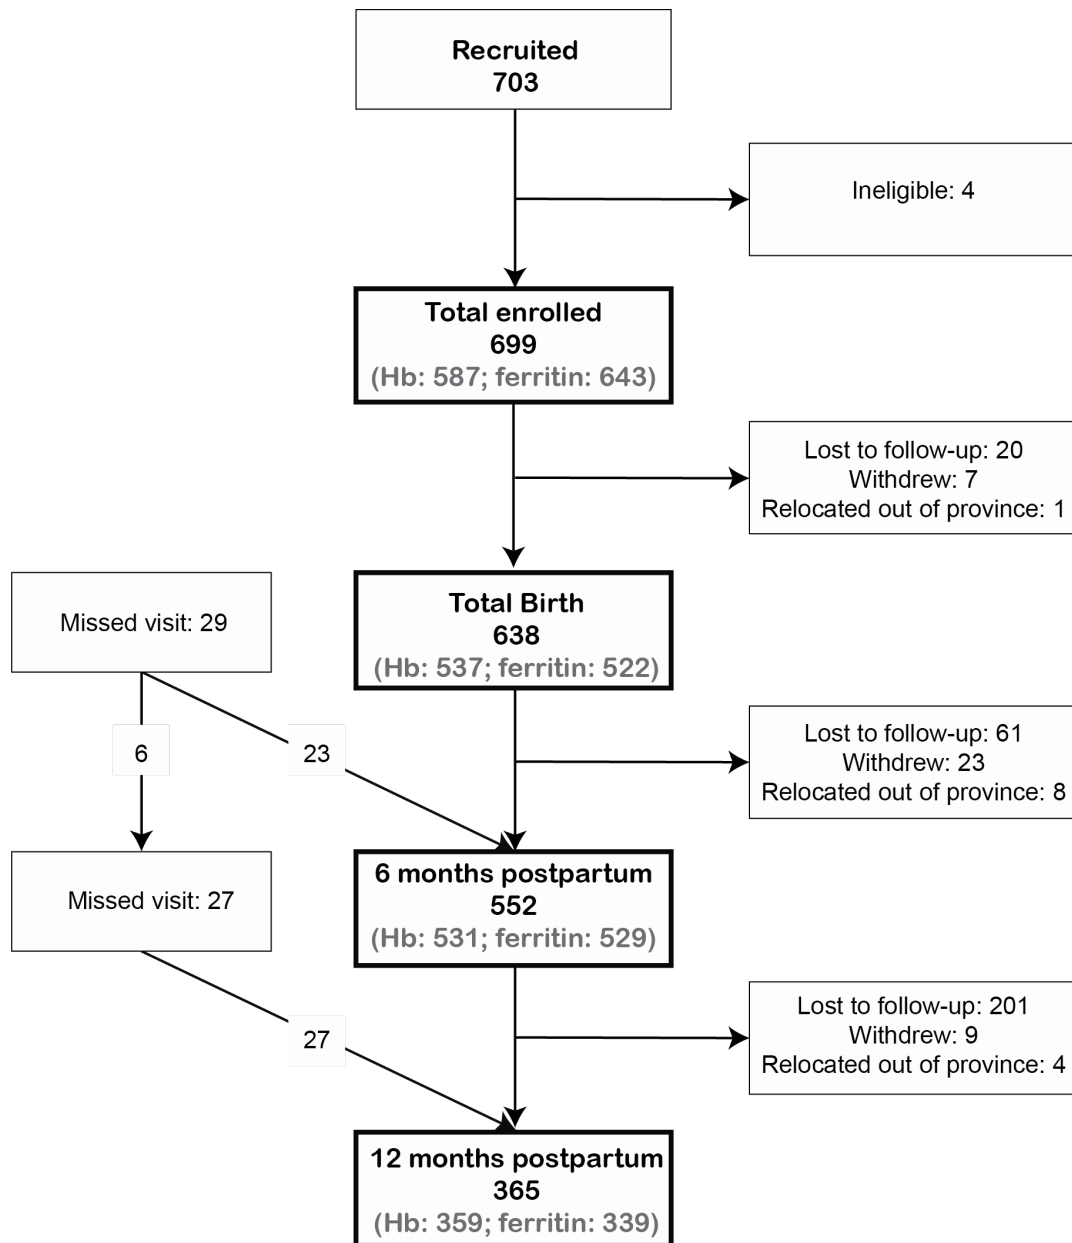 Recruited
703
Ineligible: 4
Total enrolled
699
(Hb: 587; ferritin: 643)
Lost to follow-up: 20
Withdrew: 7
Relocated out of province: 1
Missed visit: 29
Total Birth
638
(Hb: 537; ferritin: 522)
6
23
Lost to follow-up: 61
Withdrew: 23
Relocated out of province: 8
Missed visit: 27
6 months postpartum
552
(Hb: 531; ferritin: 529)
27
Lost to follow-up: 201
Withdrew: 9
Relocated out of province: 4
12 months postpartum
365
(Hb: 359; ferritin: 339)